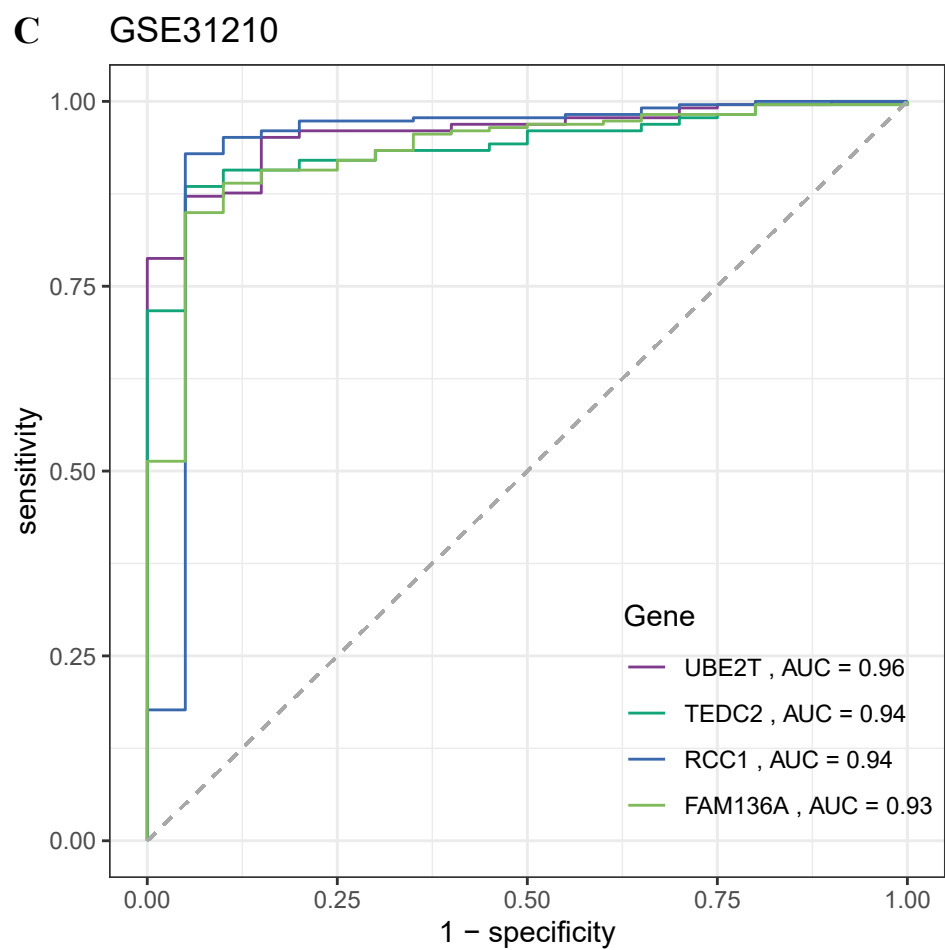 C GSE31210
1.00
0.75
0.50
0.25
0.00
sensitivity
Gene
UBE2T , AUC = 0.96
TEDC2 , AUC = 0.94
RCC1 , AUC = 0.94
FAM136A , AUC = 0.93
0.00 0.25 0.50 0.75 1.00
1 − specificity